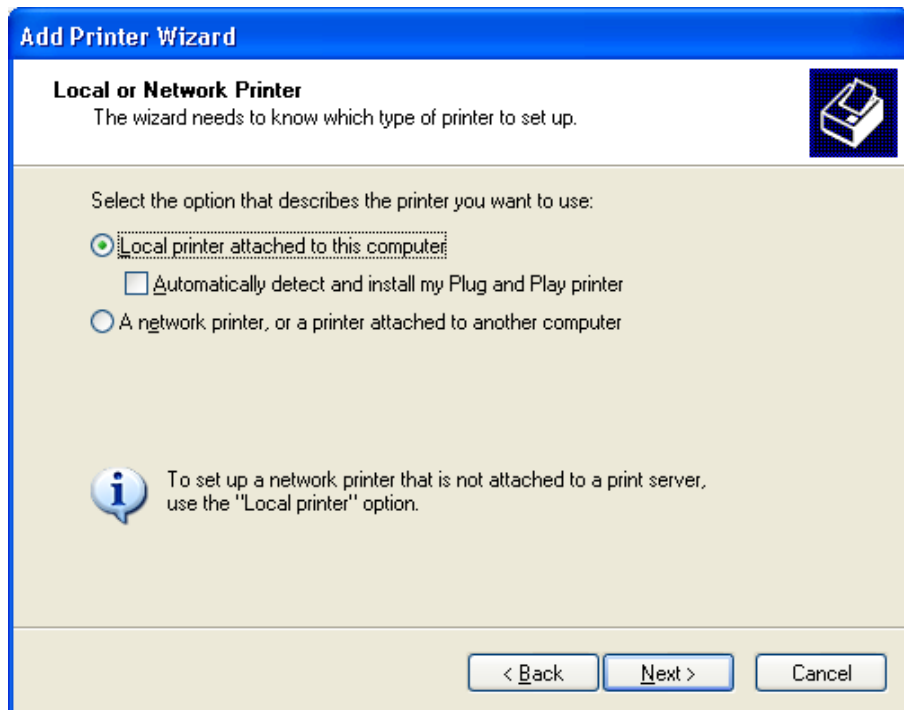 Add Printer Wizard
Local or Network Printer
The wizard needs to know which type of printer to set up.
Select the option that describes the printer you want to use:
Local printer attached to this computer
Automatically detect and install my Plug and Play printer
A network printer, or a printer attached to another computer
To set up a network printer that is not attached to a print server,
use the "Local printer" option.
< Back Next > Cancel